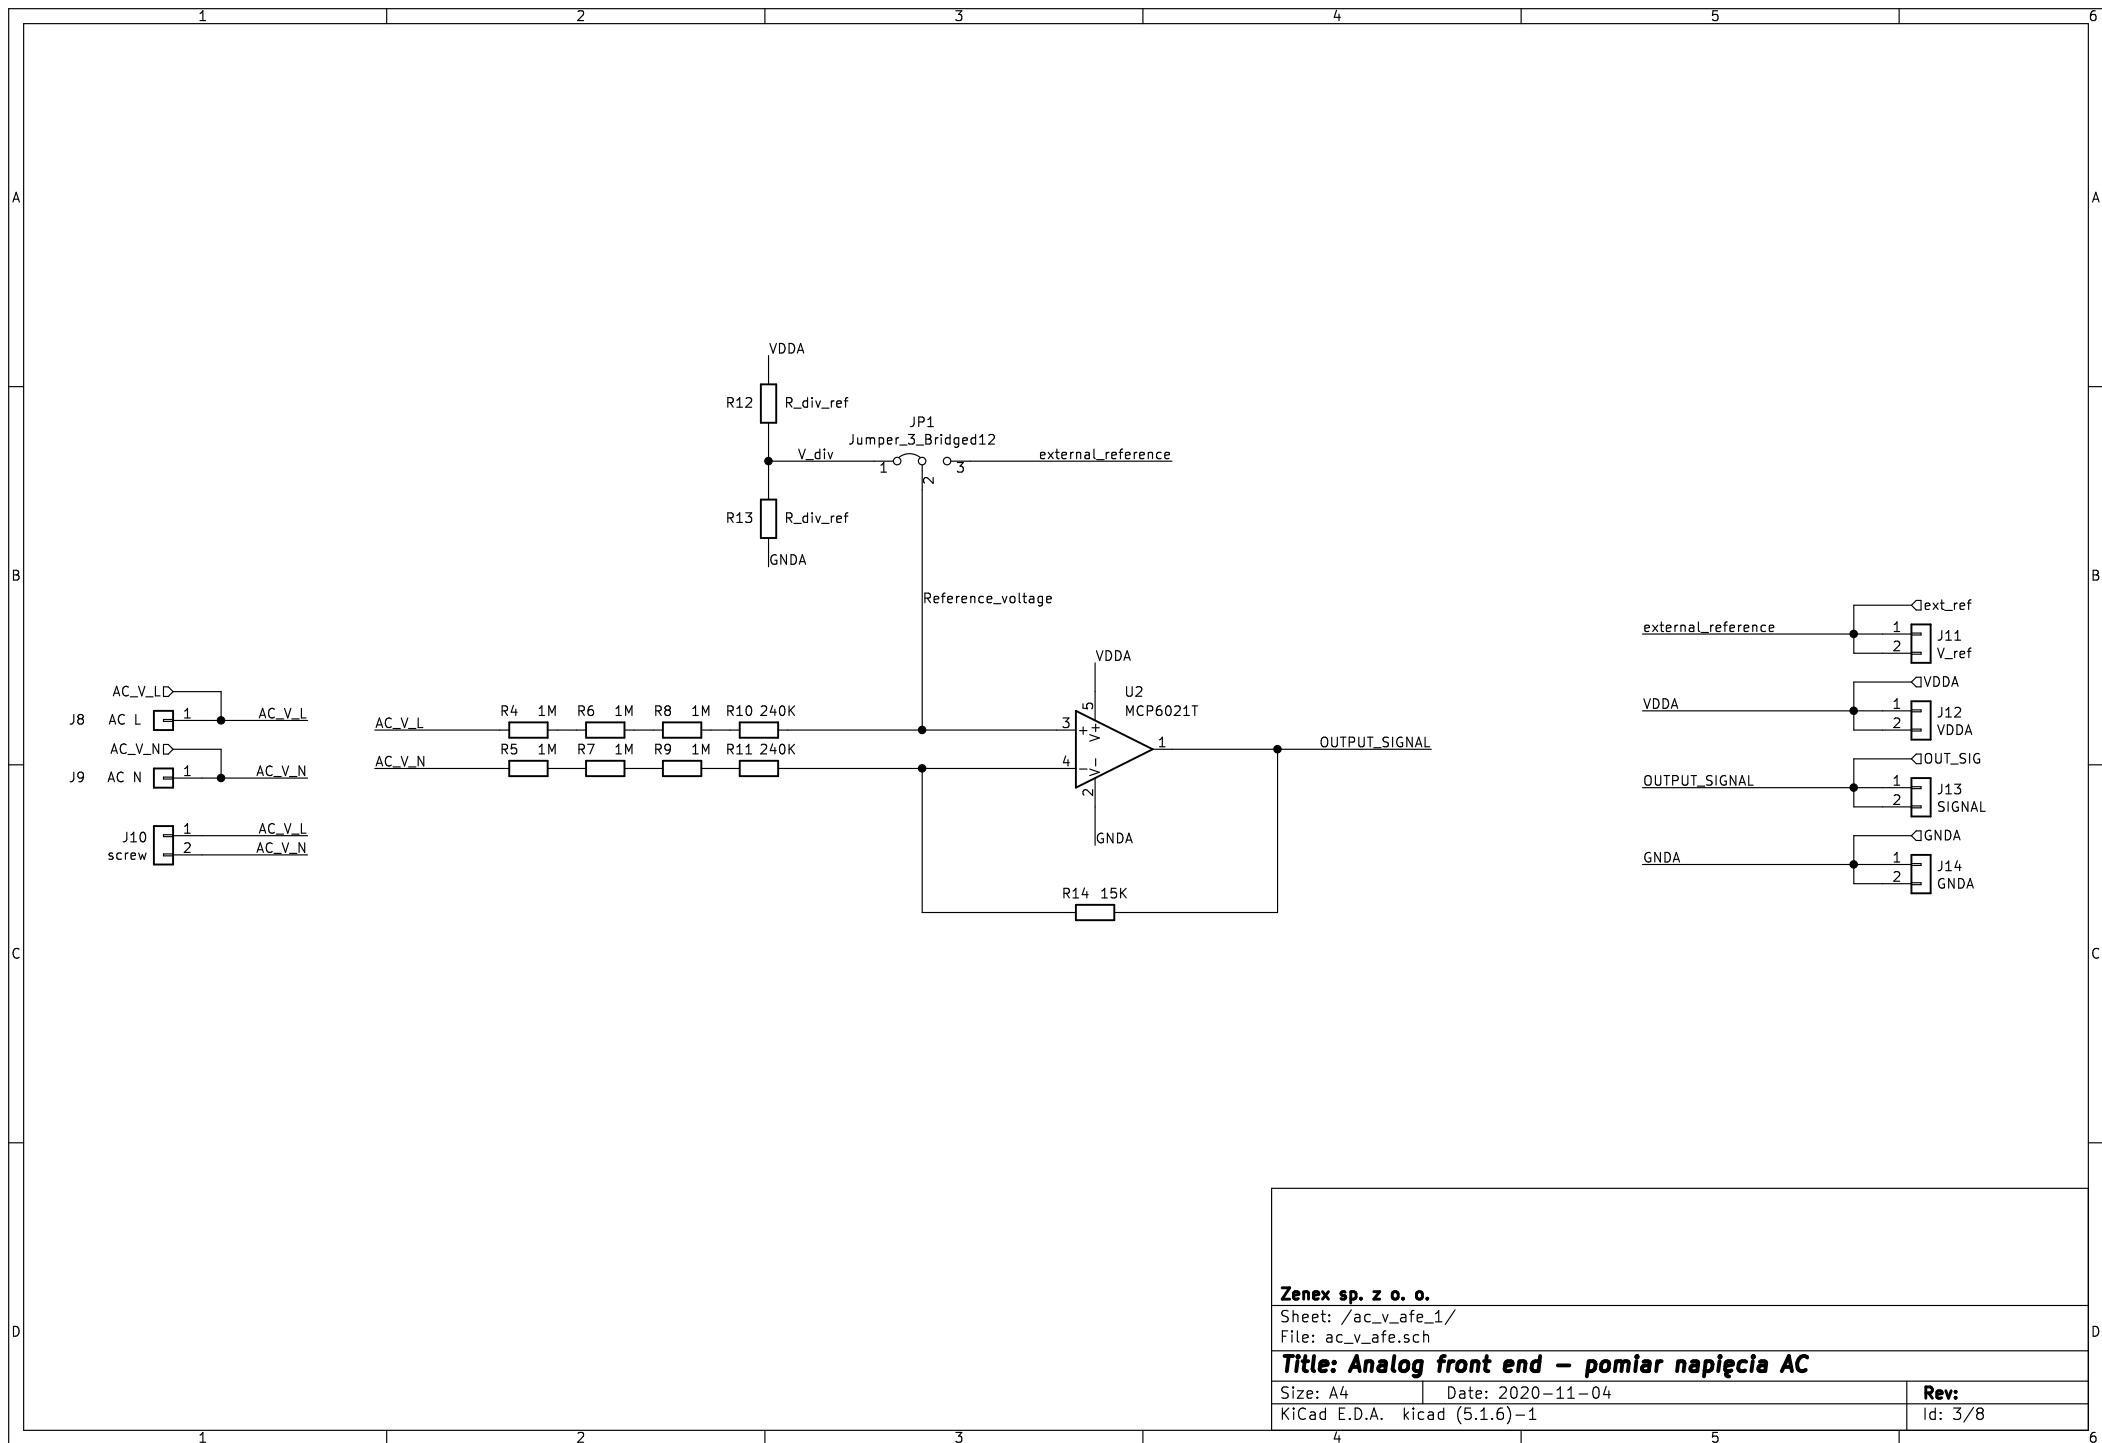 1 2 3 4 5 6
A A
VDDA
R12 R_div_ref
JP1
Jumper_3_Bridged12
V_div
1 2 3
external_reference
R13 R_div_ref
GNDA
B B
Reference_voltage
ext_ref
external_reference 1 J11
2 V_ref
VDDA
VDDA 1 J12
2 VDDA
OUT_SIG
OUTPUT_SIGNAL 1 J13
2 SIGNAL
GNDA
GNDA 1 J14
2 GNDA
AC_V_L
J8 AC L 1 AC_V_L
AC_V_N
J9 AC N 1 AC_V_N
J10 1 AC_V_L
screw 2 AC_V_N
AC_V_L R4 1M R6 1M R8 1M R10 240K
AC_V_N R5 1M R7 1M R9 1M R11 240K
VDDA
U2
MCP6021T
5
3 + V+
1
OUTPUT_SIGNAL
4 − V-
2
GNDA
R14 15K
C C
D D
Zenex sp. z o. o.
Sheet: /ac_v_afe_1/
File: ac_v_afe.sch
Title: Analog front end – pomiar napięcia AC
Size: A4 Date: 2020-11-04 Rev:
KiCad E.D.A. kicad (5.1.6)-1 Id: 3/8
1 2 3 4 5 6